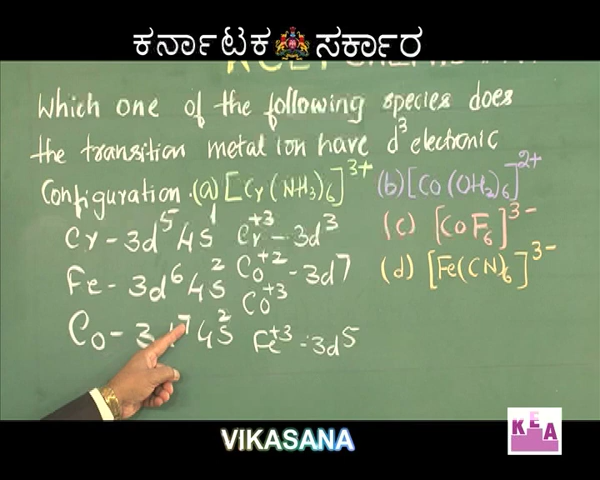 ಕರ್ನಾಟಕ ಸರ್ಕಾರ
Which one of the following species does
the transition metal ion have d³ electronic
Configuration. (a) [Cr(NH₃)₆]³⁺ (b) [Co(OH₂)₆]²⁺
Cr - 3d⁵ 4s¹ Cr⁺³ - 3d³ (c) [CoF₆]³⁻
Fe - 3d⁶ 4s² Co⁺² - 3d⁷ (d) [Fe(CN)₆]³⁻
Co⁺³
Co - 3d⁷ 4s² Fe⁺³ - 3d⁵
KEA
VIKASANA